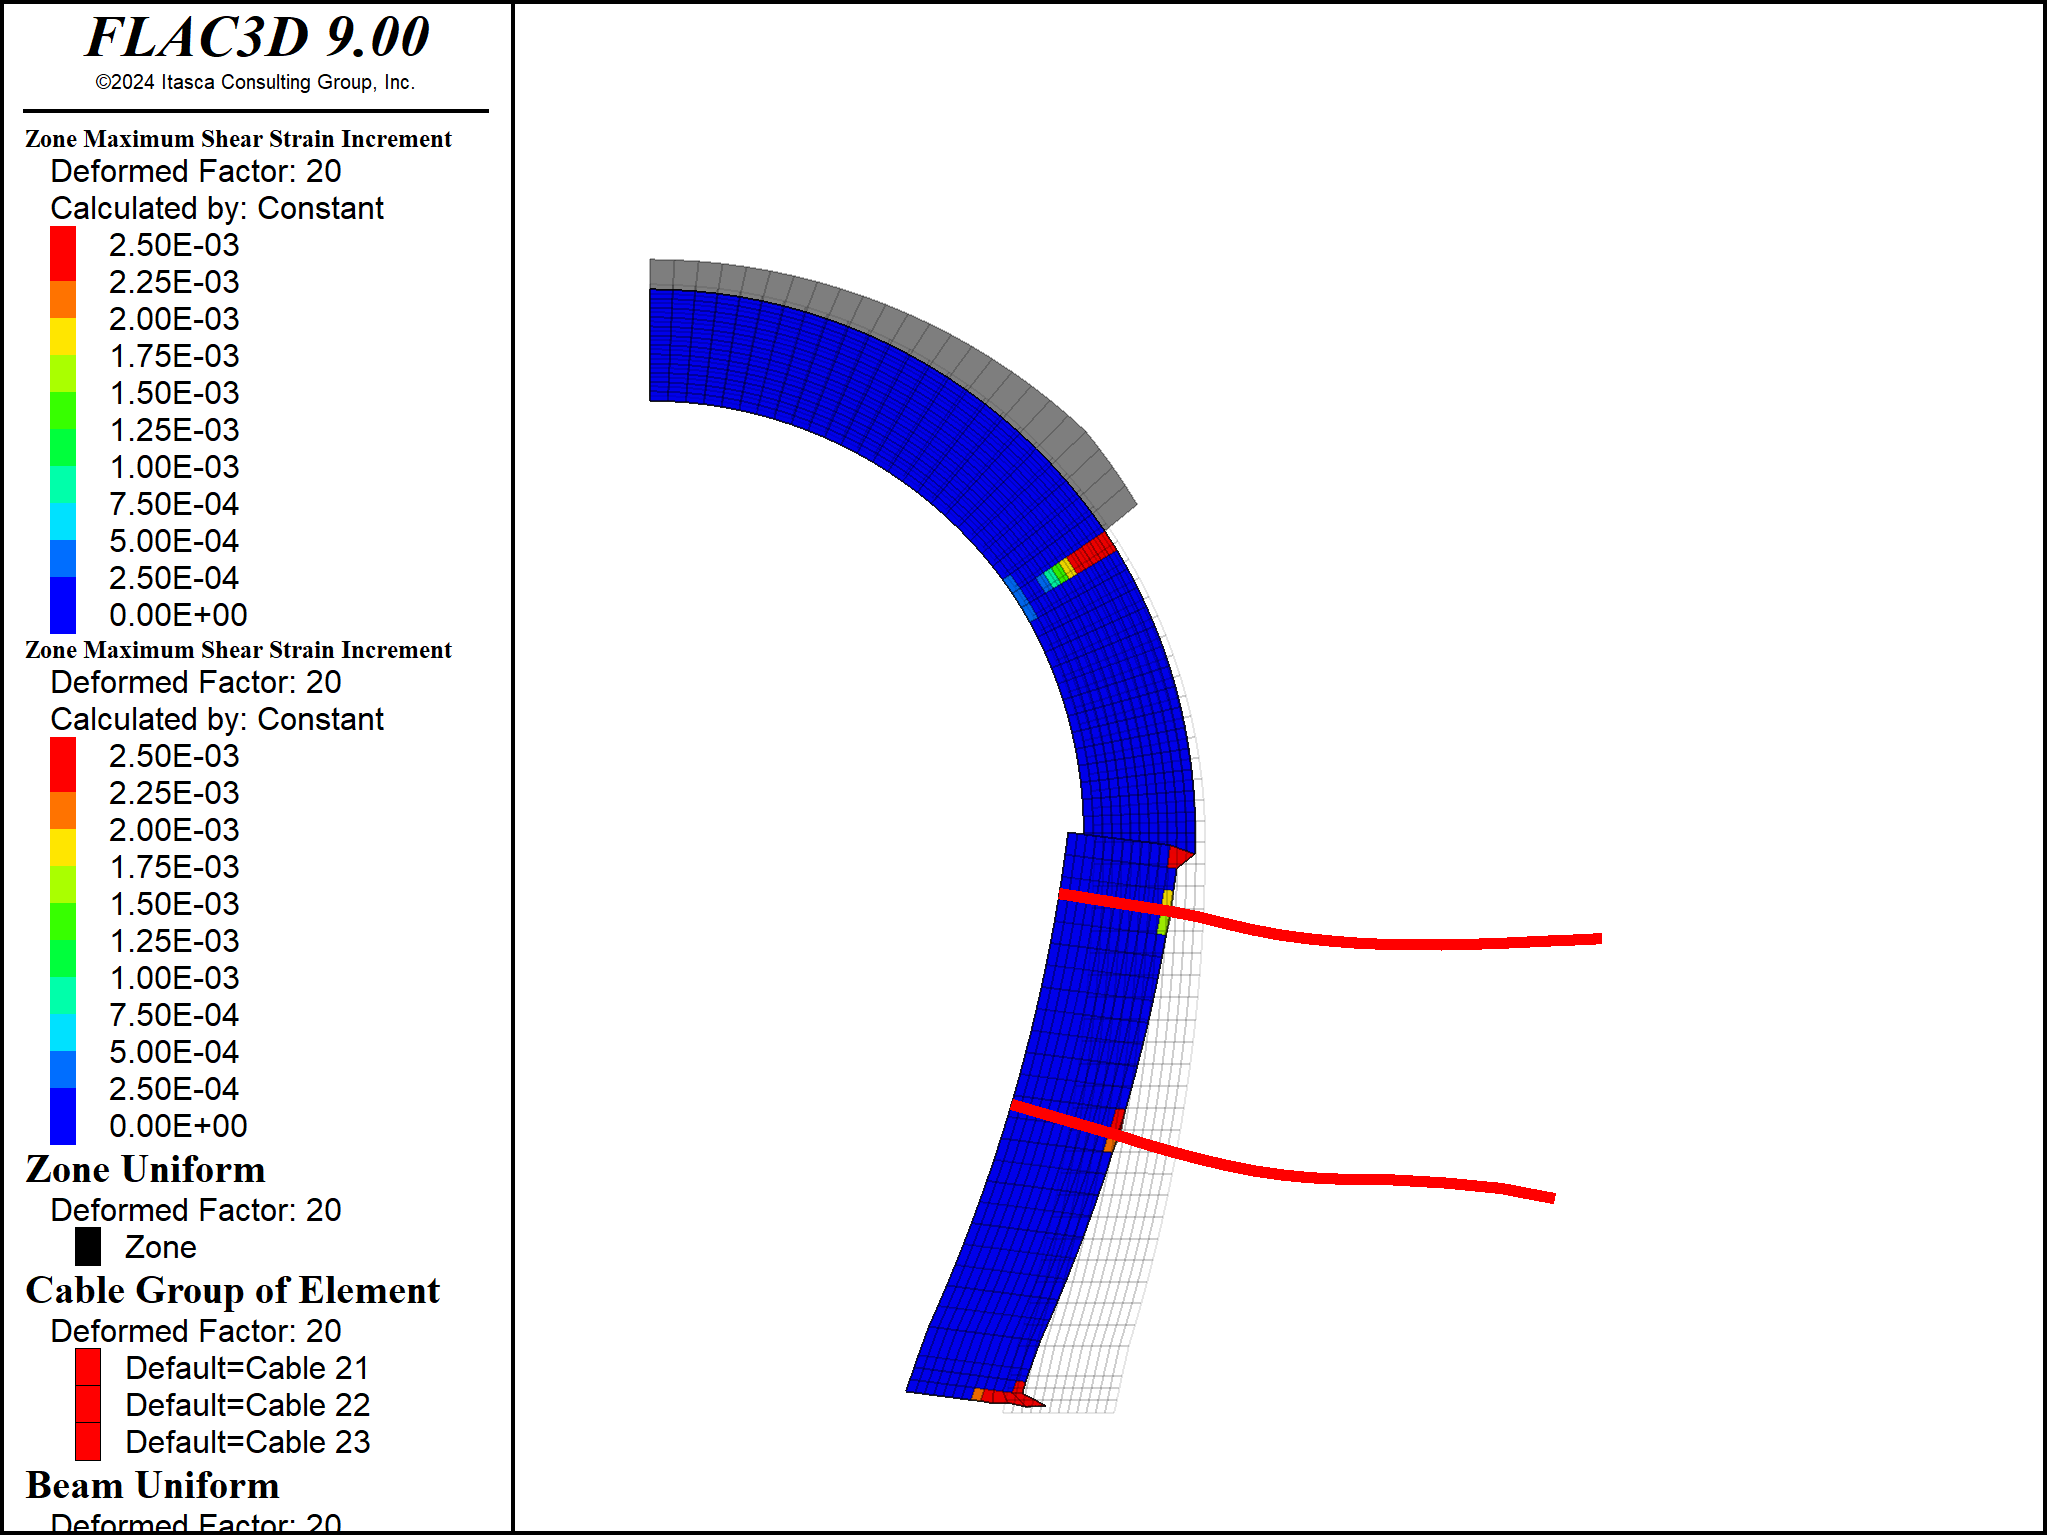 FLAC3D 9.00
©2024 Itasca Consulting Group, Inc.
Zone Maximum Shear Strain Increment
Deformed Factor: 20
Calculated by: Constant
2.50E-03
2.25E-03
2.00E-03
1.75E-03
1.50E-03
1.25E-03
1.00E-03
7.50E-04
5.00E-04
2.50E-04
0.00E+00
Zone Maximum Shear Strain Increment
Deformed Factor: 20
Calculated by: Constant
2.50E-03
2.25E-03
2.00E-03
1.75E-03
1.50E-03
1.25E-03
1.00E-03
7.50E-04
5.00E-04
2.50E-04
0.00E+00
Zone Uniform
Deformed Factor: 20
Zone
Cable Group of Element
Deformed Factor: 20
Default=Cable 21
Default=Cable 22
Default=Cable 23
Beam Uniform
Deformed Factor: 20